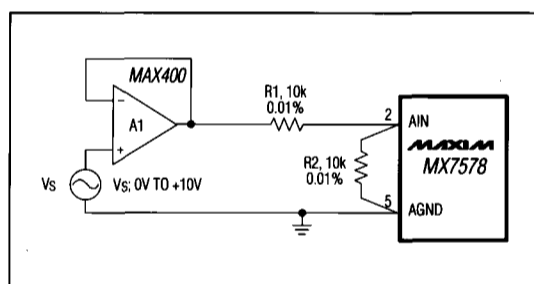 MAX400
R1, 10k
0.01%
−
A1
+
2
AIN
MAXIM
MX7578
R2, 10k
0.01%
VS
VS; 0V TO +10V
5
AGND